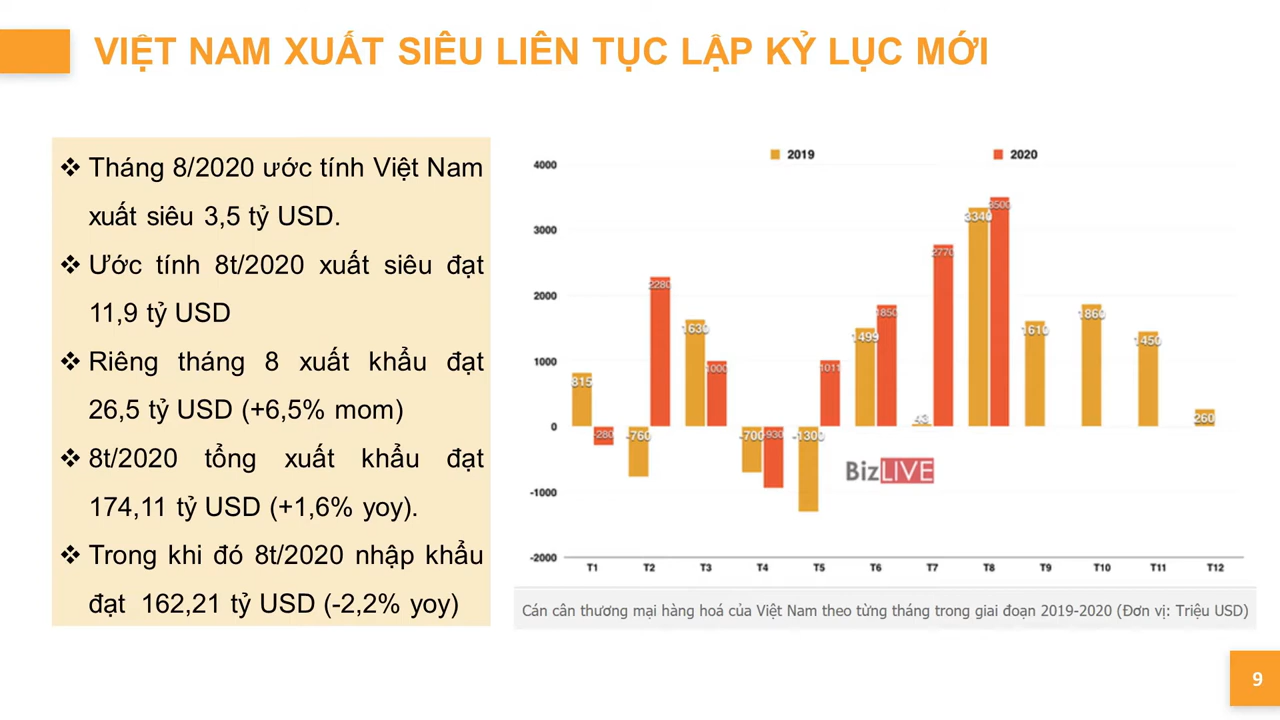 VIỆT NAM XUẤT SIÊU LIÊN TỤC LẬP KỶ LỤC MỚI
❖ Tháng 8/2020 ước tính Việt Nam
xuất siêu 3,5 tỷ USD.
❖ Ước tính 8t/2020 xuất siêu đạt
11,9 tỷ USD
❖ Riêng tháng 8 xuất khẩu đạt
26,5 tỷ USD (+6,5% mom)
❖ 8t/2020 tổng xuất khẩu đạt
174,11 tỷ USD (+1,6% yoy).
❖ Trong khi đó 8t/2020 nhập khẩu
đạt 162,21 tỷ USD (-2,2% yoy)
2019 2020
4000
3000
2000
1000
0
-1000
-2000
815 -280
-760 2280
1630 1000
-700 -930
-1300 1011
1499 1850
43 2770
3340 3500
1610
1860
1450
260
BizLIVE
T1 T2 T3 T4 T5 T6 T7 T8 T9 T10 T11 T12
Cán cân thương mại hàng hoá của Việt Nam theo từng tháng trong giai đoạn 2019-2020 (Đơn vị: Triệu USD)
9